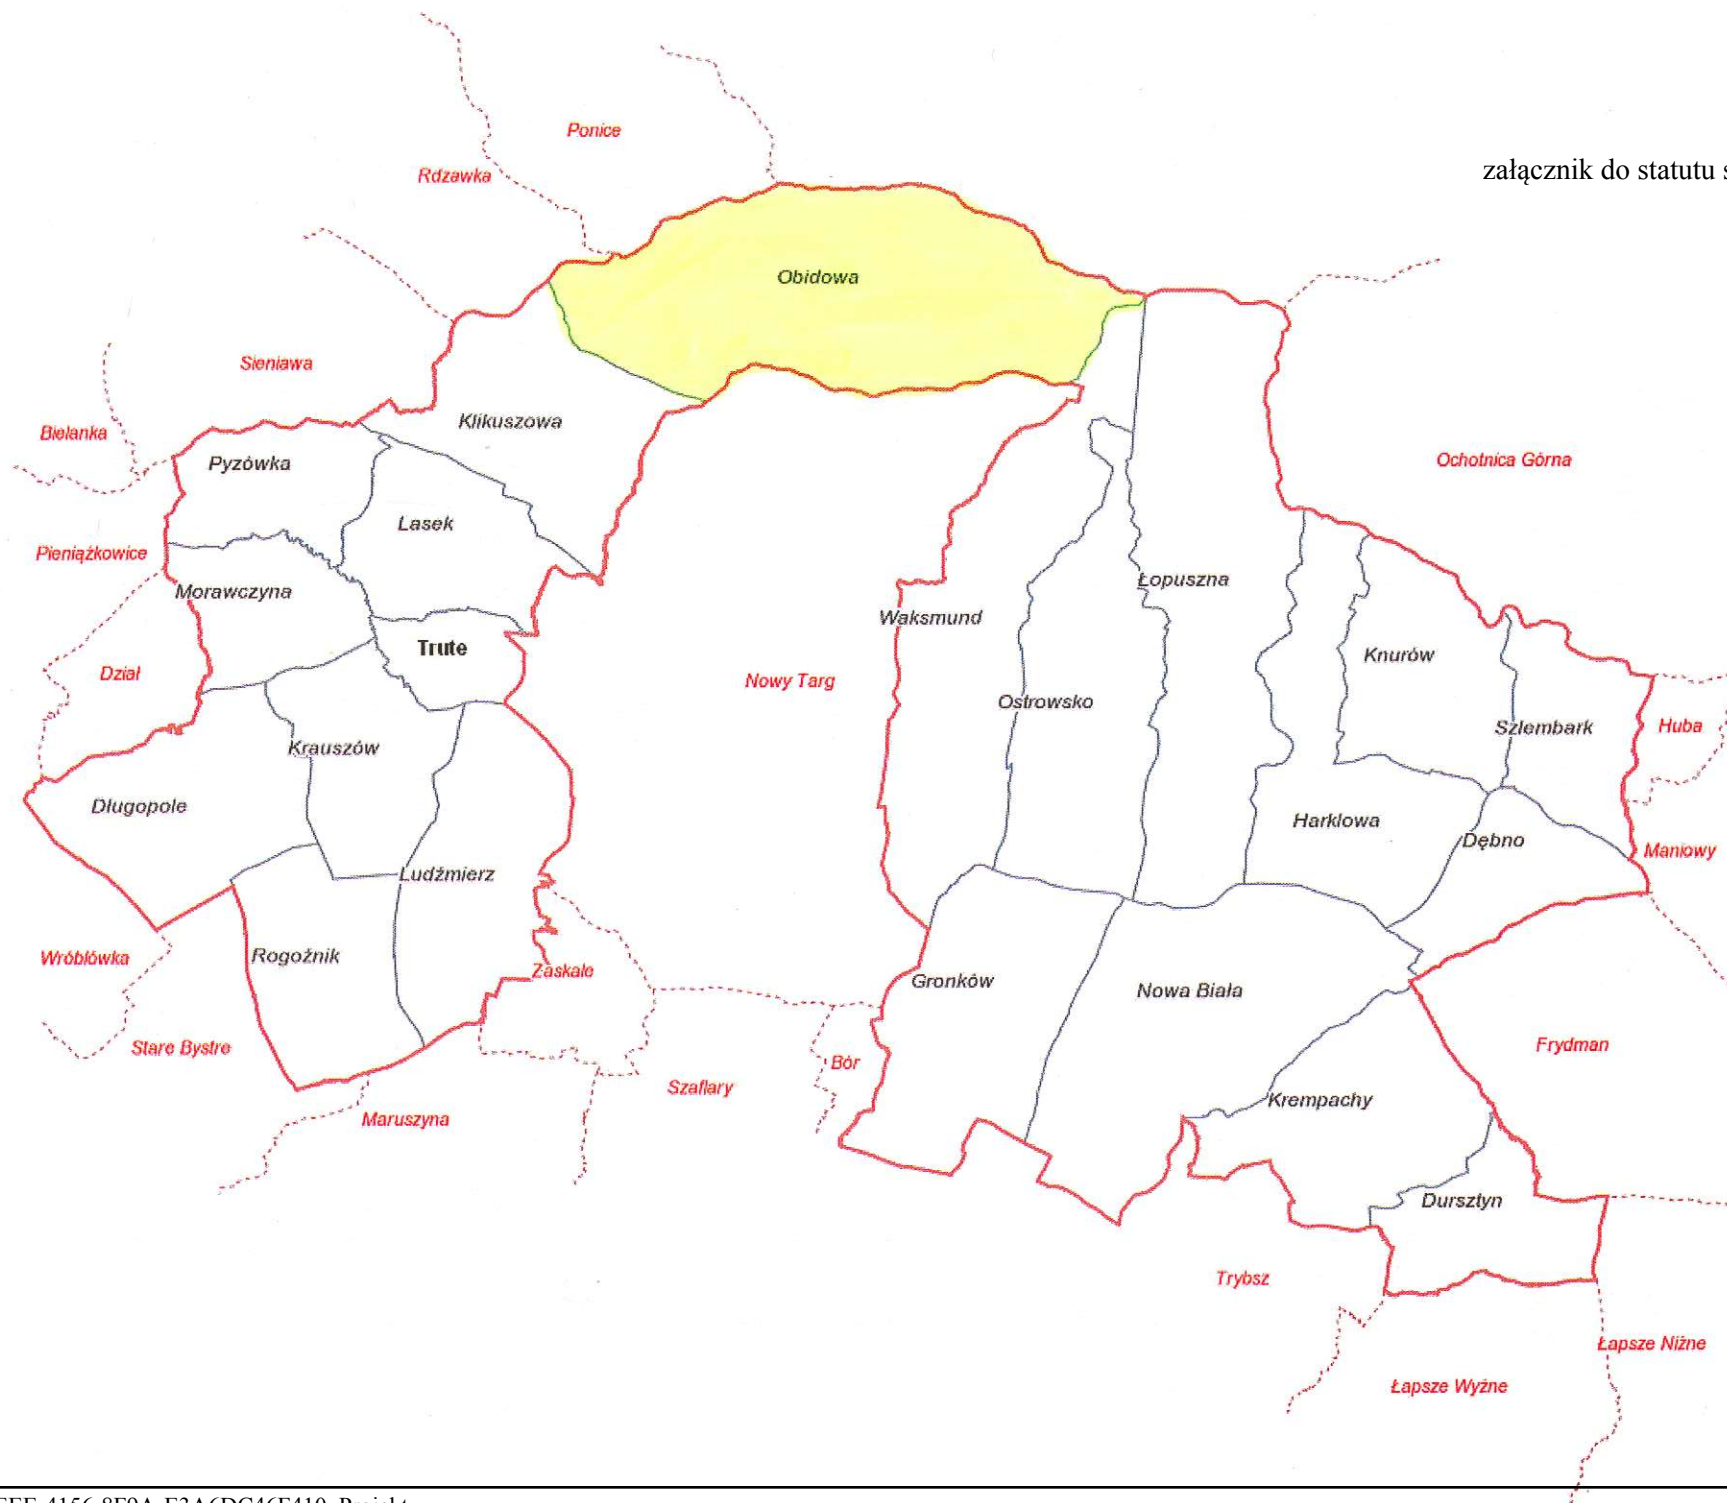 Ponice
załącznik do statutu s
Rdzawka
Obidowa
Sieniawa
Klikuszowa
Bielanka
Pyzówka
Ochotnica Górna
Lasek
Pieniążkowice
Łopuszna
Morawczyna
Waksmund
Trute
Knurów
Dział
Nowy Targ
Ostrowsko
Szlembark
Huba
Krauszów
Długopole
Harklowa
Dębno
Maniowy
Ludźmierz
Rogoźnik
Wróblówka
Zaskale
Gronków
Nowa Biała
Stare Bystre
Frydman
Bór
Szaflary
Krempachy
Maruszyna
Dursztyn
Trybsz
Łapsze Niżne
Łapsze Wyżne